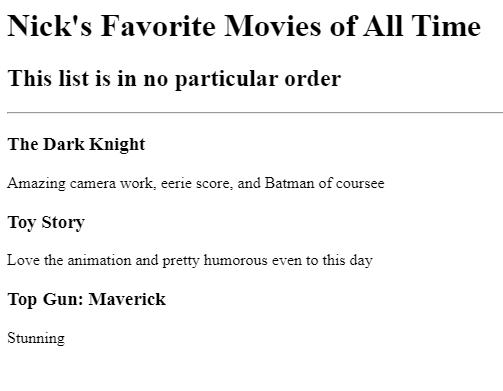 Nick's Favorite Movies of All Time
This list is in no particular order
The Dark Knight
Amazing camera work, eerie score, and Batman of coursee
Toy Story
Love the animation and pretty humorous even to this day
Top Gun: Maverick
Stunning